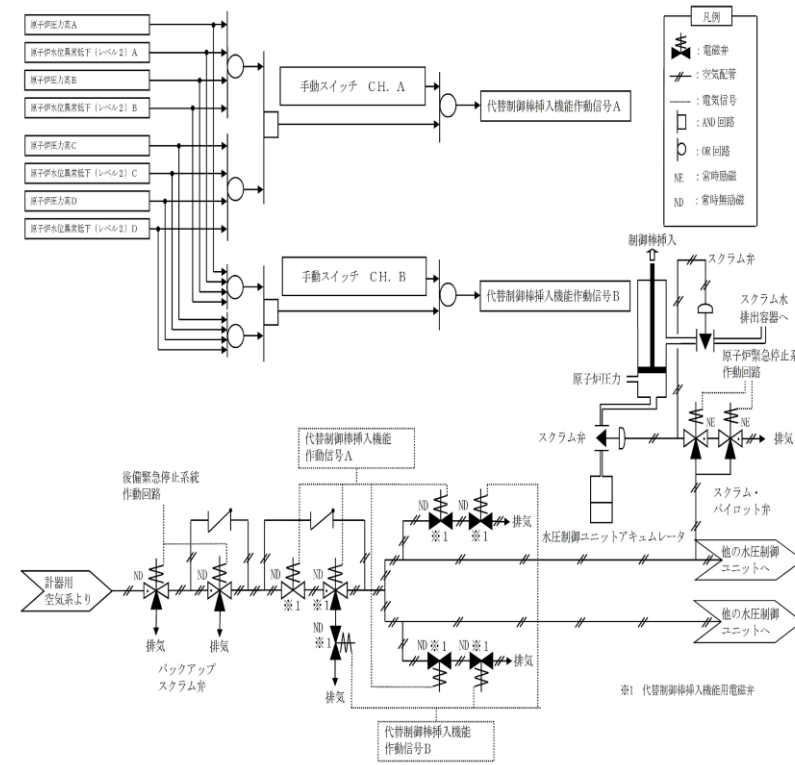 原子炉圧力高A
原子炉水位異常低下（レベル2）A
原子炉圧力高B
原子炉水位異常低下（レベル2）B
原子炉圧力高C
原子炉水位異常低下（レベル2）C
原子炉圧力高D
原子炉水位異常低下（レベル2）D
手動スイッチ CH. A
代替制御棒挿入機能作動信号A
手動スイッチ CH. B
代替制御棒挿入機能作動信号B
凡例
：電磁弁
：空気配管
：電気信号
：AND回路
：OR回路
NE ：常時励磁
ND ：常時無励磁
制御棒挿入
スクラム弁
スクラム水
排出容器へ
原子炉圧力
原子炉緊急停止系
作動回路
NE
NE
排気
スクラム弁
スクラム・
パイロット弁
水圧制御ユニットアキュムレータ
代替制御棒挿入機能
作動信号A
後備緊急停止系統
作動回路
ND
ND
※1
※1
排気
計器用
空気系より
ND
ND
ND
※1
ND
※1
ND
※1
排気
排気
排気
バックアップ
スクラム弁
他の水圧制御
ユニットへ
他の水圧制御
ユニットへ
ND※1
ND※1
排気
代替制御棒挿入機能
作動信号B
※1 代替制御棒挿入機能用電磁弁